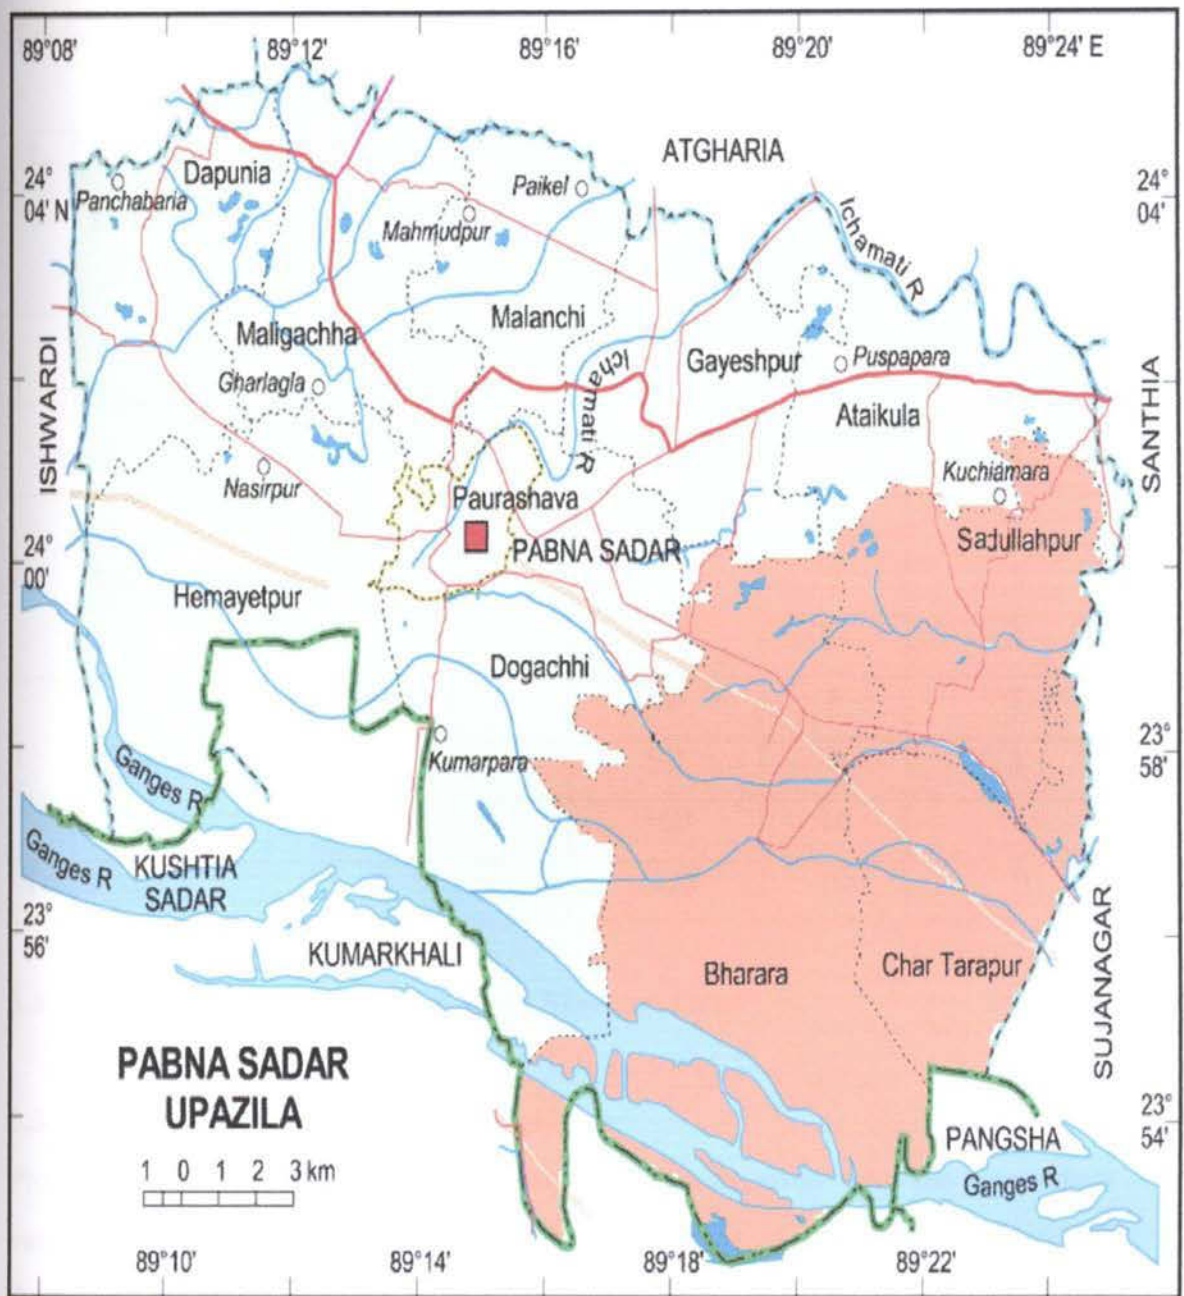 89°08'
89°12'
89°16'
89°20'
89°24' E
ATGHARIA
24°
04' N
Dapunia
Panchabaria
Paikel
Mahmudpur
Ichamati R
24°
04'
Malanchi
Maligachha
Gharlagla
Ichamati R
Gayeshpur
Puspapara
ISHWARDI
SANTHIA
Ataikula
Nasirpur
Kuchiamara
Paurashava
PABNA SADAR
Sadullahpur
24°
00'
Hemayetpur
Dogachhi
Kumarpara
23°
58'
Ganges R
Ganges R
KUSHTIA
SADAR
23°
56'
KUMARKHALI
Bharara
Char Tarapur
SUJANAGAR
PABNA SADAR
UPAZILA
1 0 1 2 3 km
23°
54'
PANGSHA
Ganges R
89°10'
89°14'
89°18'
89°22'